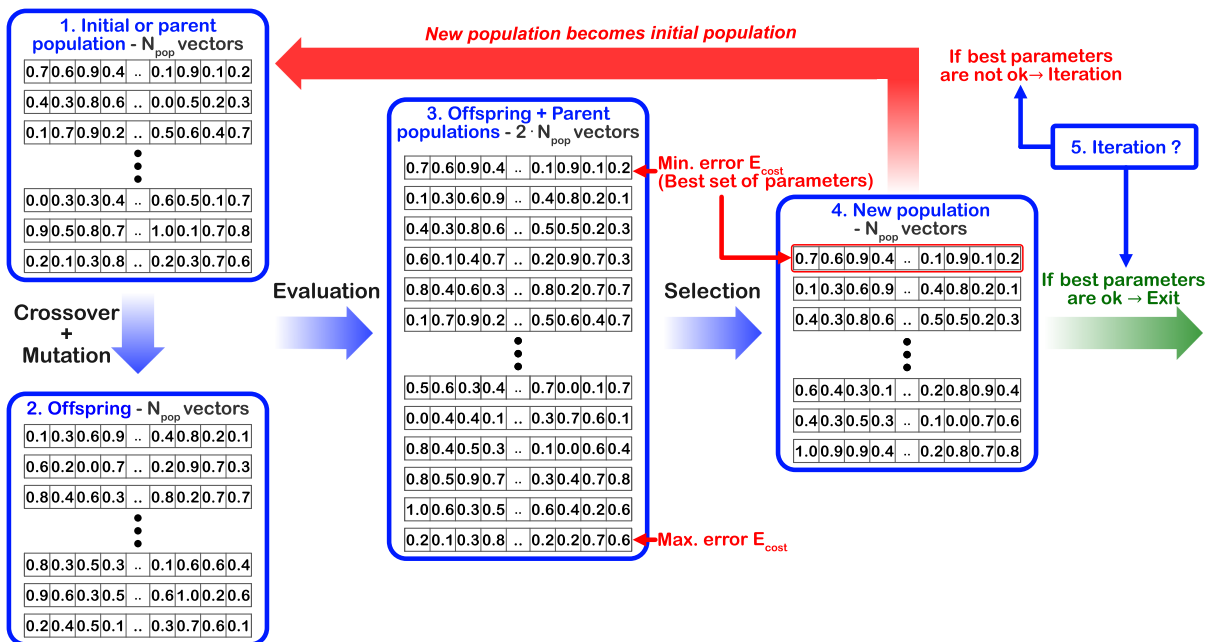 1. Initial or parent
population - Npop vectors
0.7 0.6 0.9 0.4 .. 0.1 0.9 0.1 0.2
0.4 0.3 0.8 0.6 .. 0.0 0.5 0.2 0.3
0.1 0.7 0.9 0.2 .. 0.5 0.6 0.4 0.7
0.0 0.3 0.3 0.4 .. 0.6 0.5 0.1 0.7
0.9 0.5 0.8 0.7 .. 1.0 0.1 0.7 0.8
0.2 0.1 0.3 0.8 .. 0.2 0.3 0.7 0.6
Crossover
+
Mutation
2. Offspring - Npop vectors
0.1 0.3 0.6 0.9 .. 0.4 0.8 0.2 0.1
0.6 0.2 0.0 0.7 .. 0.2 0.9 0.7 0.3
0.8 0.4 0.6 0.3 .. 0.8 0.2 0.7 0.7
0.8 0.3 0.5 0.3 .. 0.1 0.6 0.6 0.4
0.9 0.6 0.3 0.5 .. 0.6 1.0 0.2 0.6
0.2 0.4 0.5 0.1 .. 0.3 0.7 0.6 0.1
Evaluation
3. Offspring + Parent
populations - 2 · Npop vectors
0.7 0.6 0.9 0.4 .. 0.1 0.9 0.1 0.2
0.1 0.3 0.6 0.9 .. 0.4 0.8 0.2 0.1
0.4 0.3 0.8 0.6 .. 0.5 0.5 0.2 0.3
0.6 0.1 0.4 0.7 .. 0.2 0.9 0.7 0.3
0.8 0.4 0.6 0.3 .. 0.8 0.2 0.7 0.7
0.1 0.7 0.9 0.2 .. 0.5 0.6 0.4 0.7
0.5 0.6 0.3 0.4 .. 0.7 0.0 0.1 0.7
0.0 0.4 0.4 0.1 .. 0.3 0.7 0.6 0.1
0.8 0.4 0.5 0.3 .. 0.1 0.0 0.6 0.4
0.8 0.5 0.9 0.7 .. 0.3 0.4 0.7 0.8
1.0 0.6 0.3 0.5 .. 0.6 0.4 0.2 0.6
0.2 0.1 0.3 0.8 .. 0.2 0.2 0.7 0.6
Min. error Ecost
(Best set of parameters)
Max. error Ecost
Selection
New population becomes initial population
4. New population
- Npop vectors
0.7 0.6 0.9 0.4 .. 0.1 0.9 0.1 0.2
0.1 0.3 0.6 0.9 .. 0.4 0.8 0.2 0.1
0.4 0.3 0.8 0.6 .. 0.5 0.5 0.2 0.3
0.6 0.4 0.3 0.1 .. 0.2 0.8 0.9 0.4
0.4 0.3 0.5 0.3 .. 0.1 0.0 0.7 0.6
1.0 0.9 0.9 0.4 .. 0.2 0.8 0.7 0.8
If best parameters
are not ok→ Iteration
5. Iteration ?
If best parameters
are ok → Exit